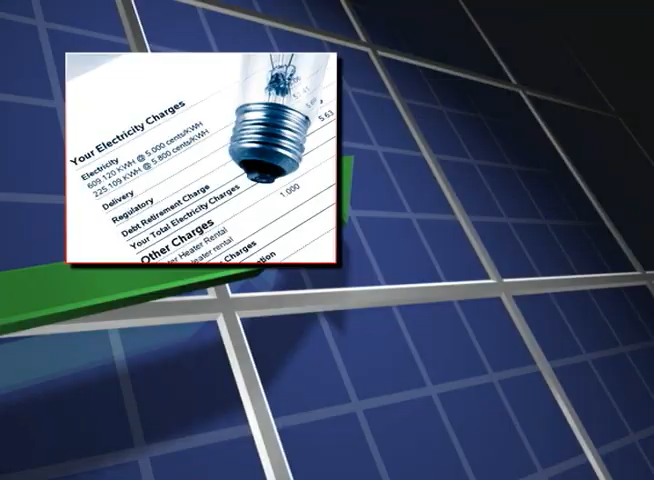 Your Electricity Charges
Electricity
609.120 KWH @ 5.000 cents/KWH
225.109 KWH @ 5.800 cents/KWH
Delivery
Regulatory
Debt Retirement Charge
Your Total Electricity Charges
Other Charges
Heater Rental
rental
Charges
5.63
1.000